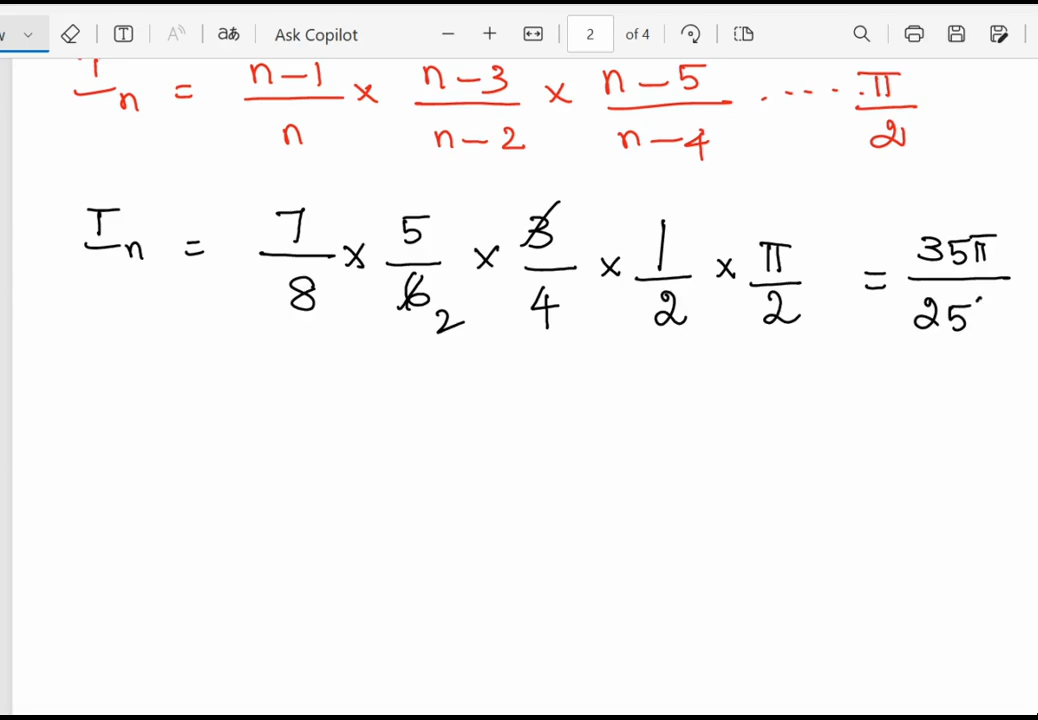 Ask Copilot 2 of 4
I_n = n-1/n × n-3/n-2 × n-5/n-4 ..... π/2
I_n = 7/8 × 5/6 2 × 3/4 × 1/2 × π/2 = 35π/25